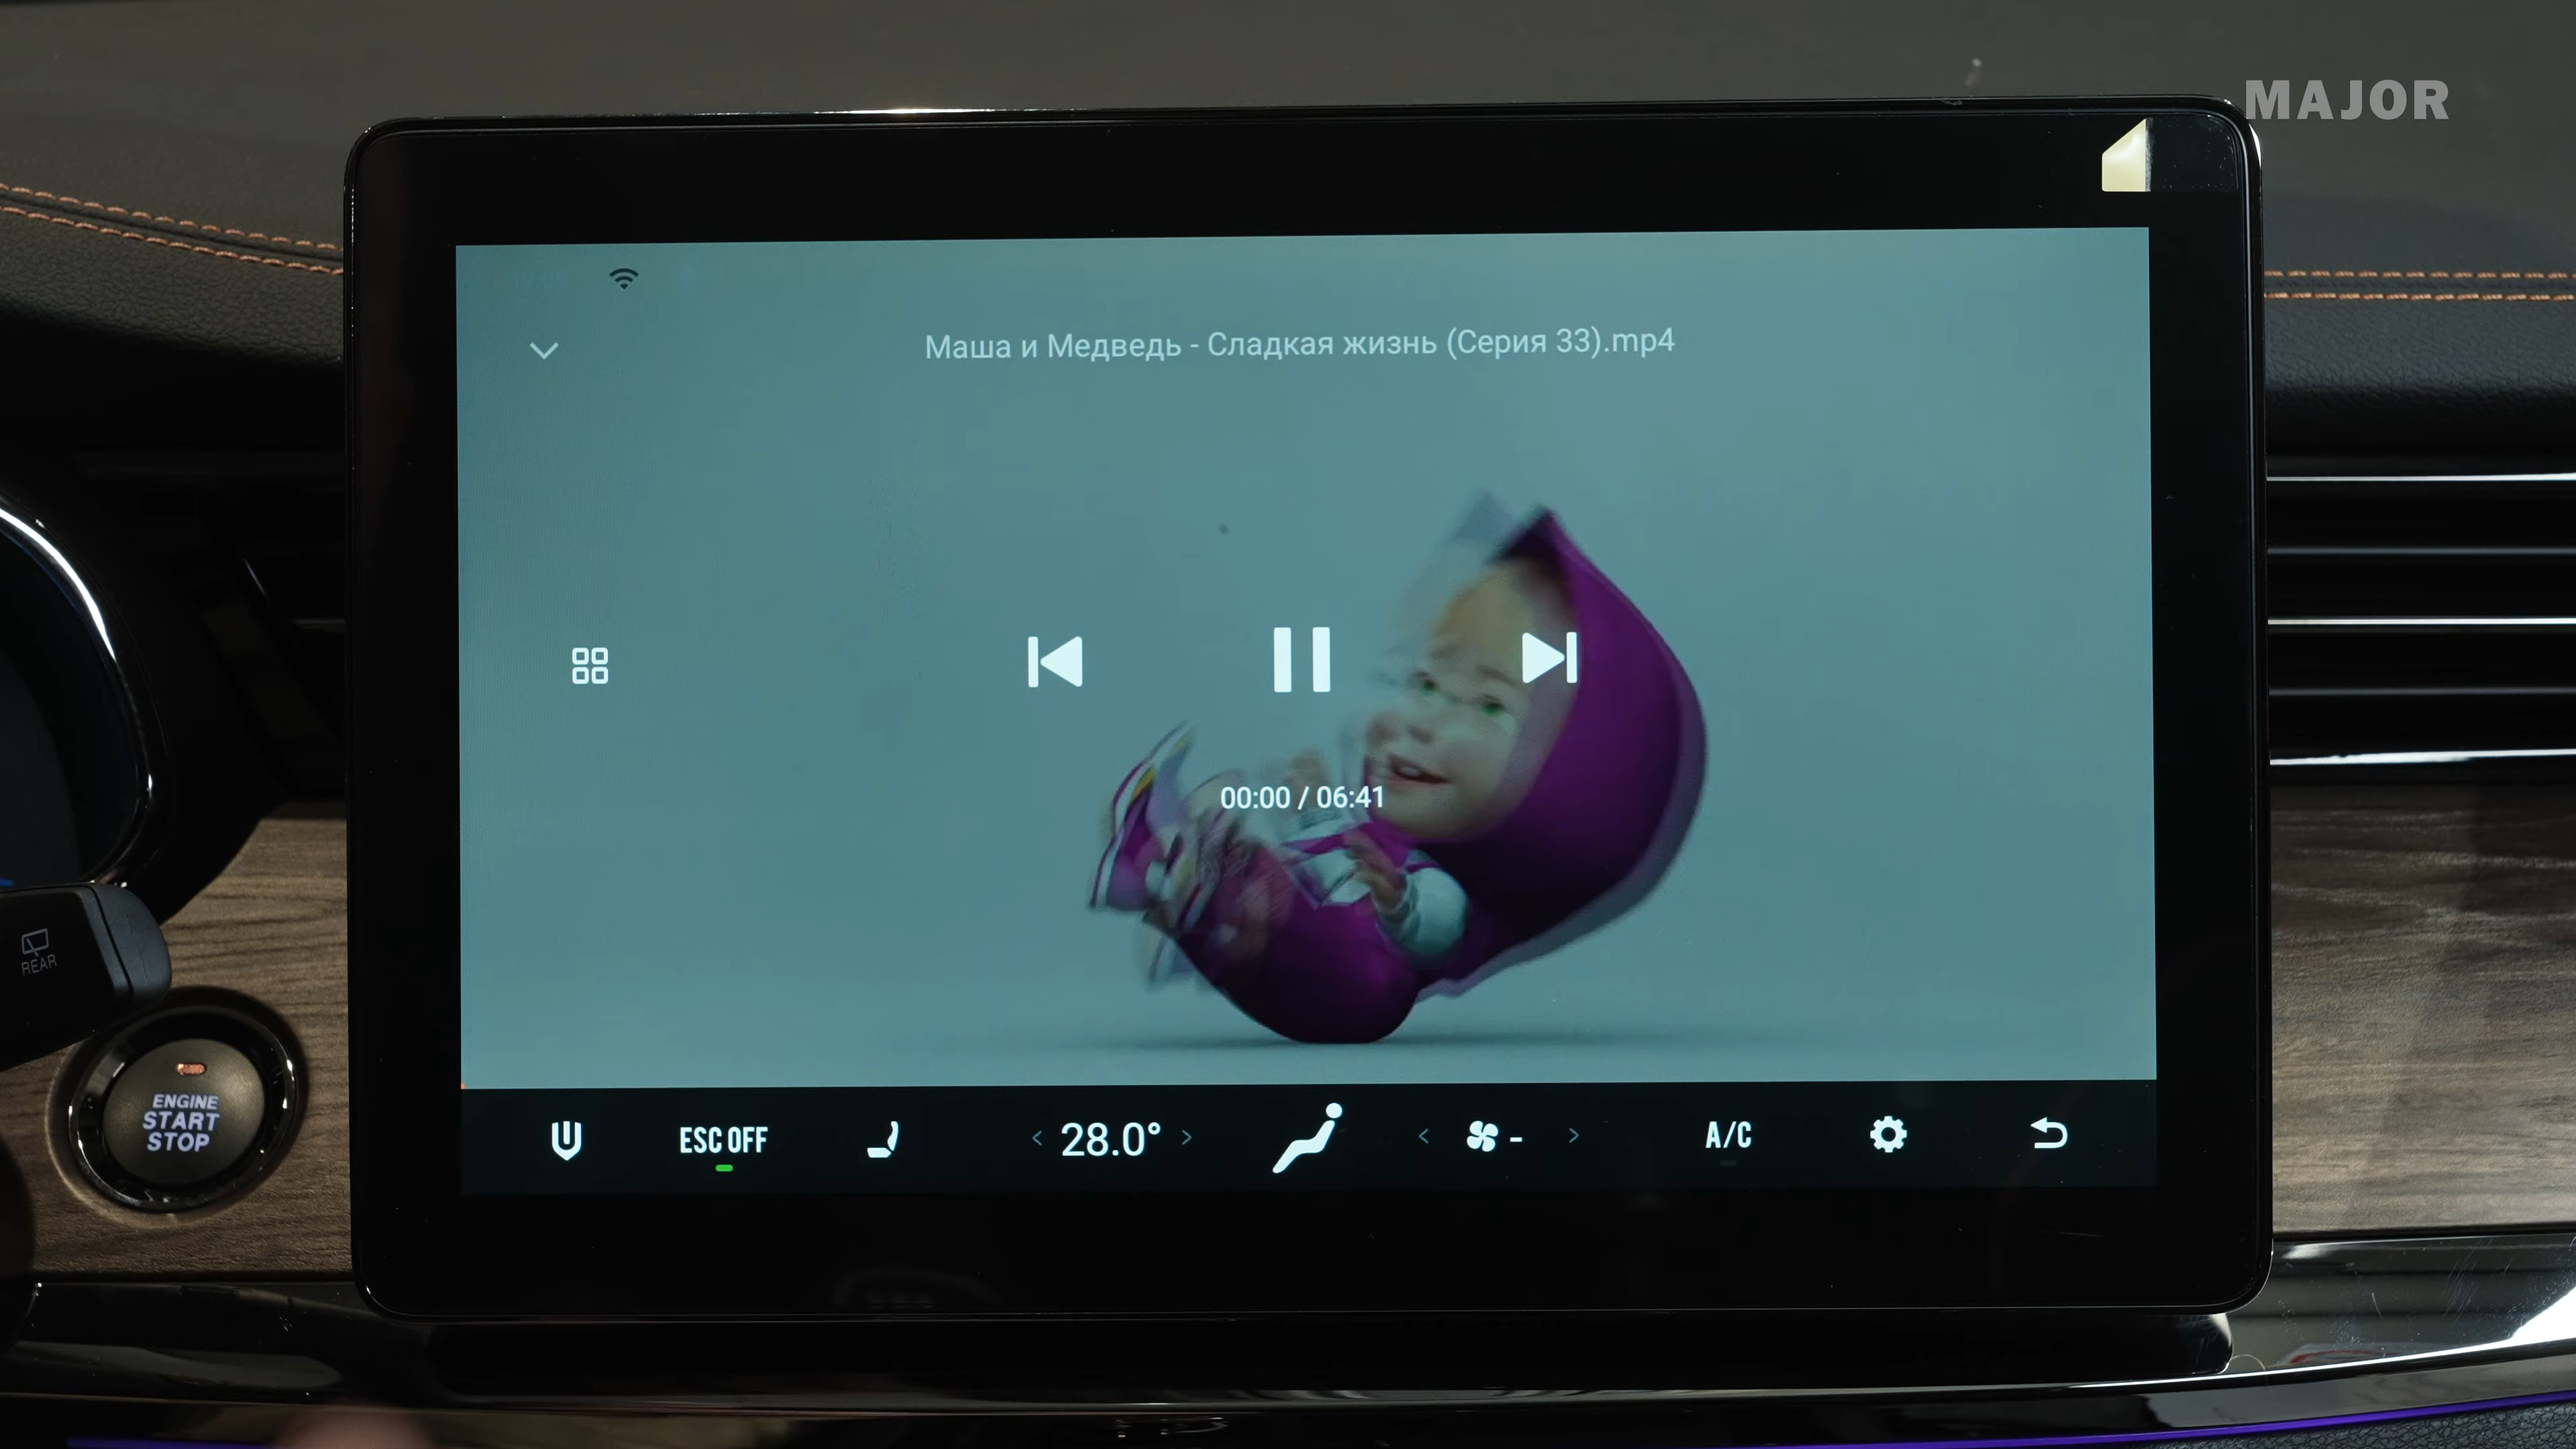 MAJOR
Маша и Медведь - Сладкая жизнь (Серия 33).mp4
00:00 / 06:41
REAR
ENGINE
START
STOP
ESC OFF
< 28.0° >
< - >
A/C